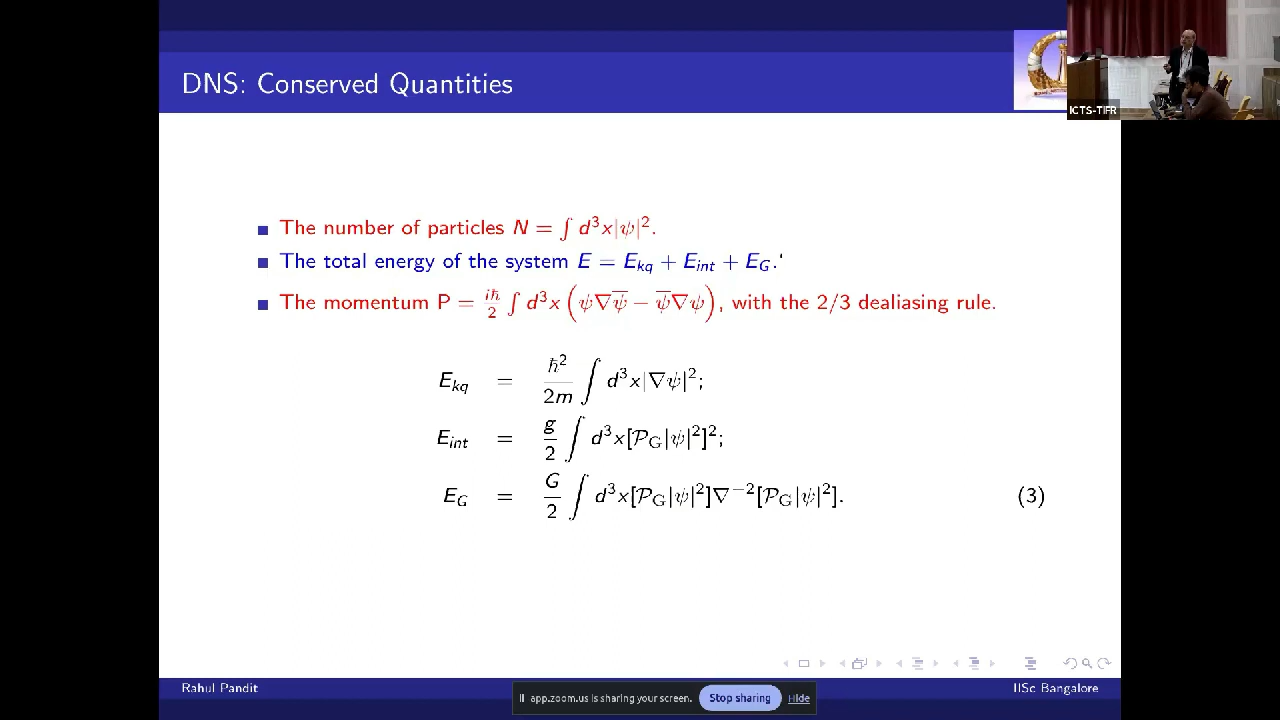 DNS: Conserved Quantities
ICTS-TIFR
The number of particles N = ∫ d³x|ψ|².
The total energy of the system E = E_kq + E_int + E_G.
The momentum P = iℏ/2 ∫ d³x (ψ∇ψ̅ − ψ̅∇ψ), with the 2/3 dealiasing rule.
E_kq = ℏ²/2m ∫ d³x|∇ψ|²;
E_int = g/2 ∫ d³x[𝒫_G|ψ|²]²;
E_G = G/2 ∫ d³x[𝒫_G|ψ|²]∇⁻²[𝒫_G|ψ|²]. (3)
Rahul Pandit IISc Bangalore
app.zoom.us is sharing your screen. Stop sharing Hide